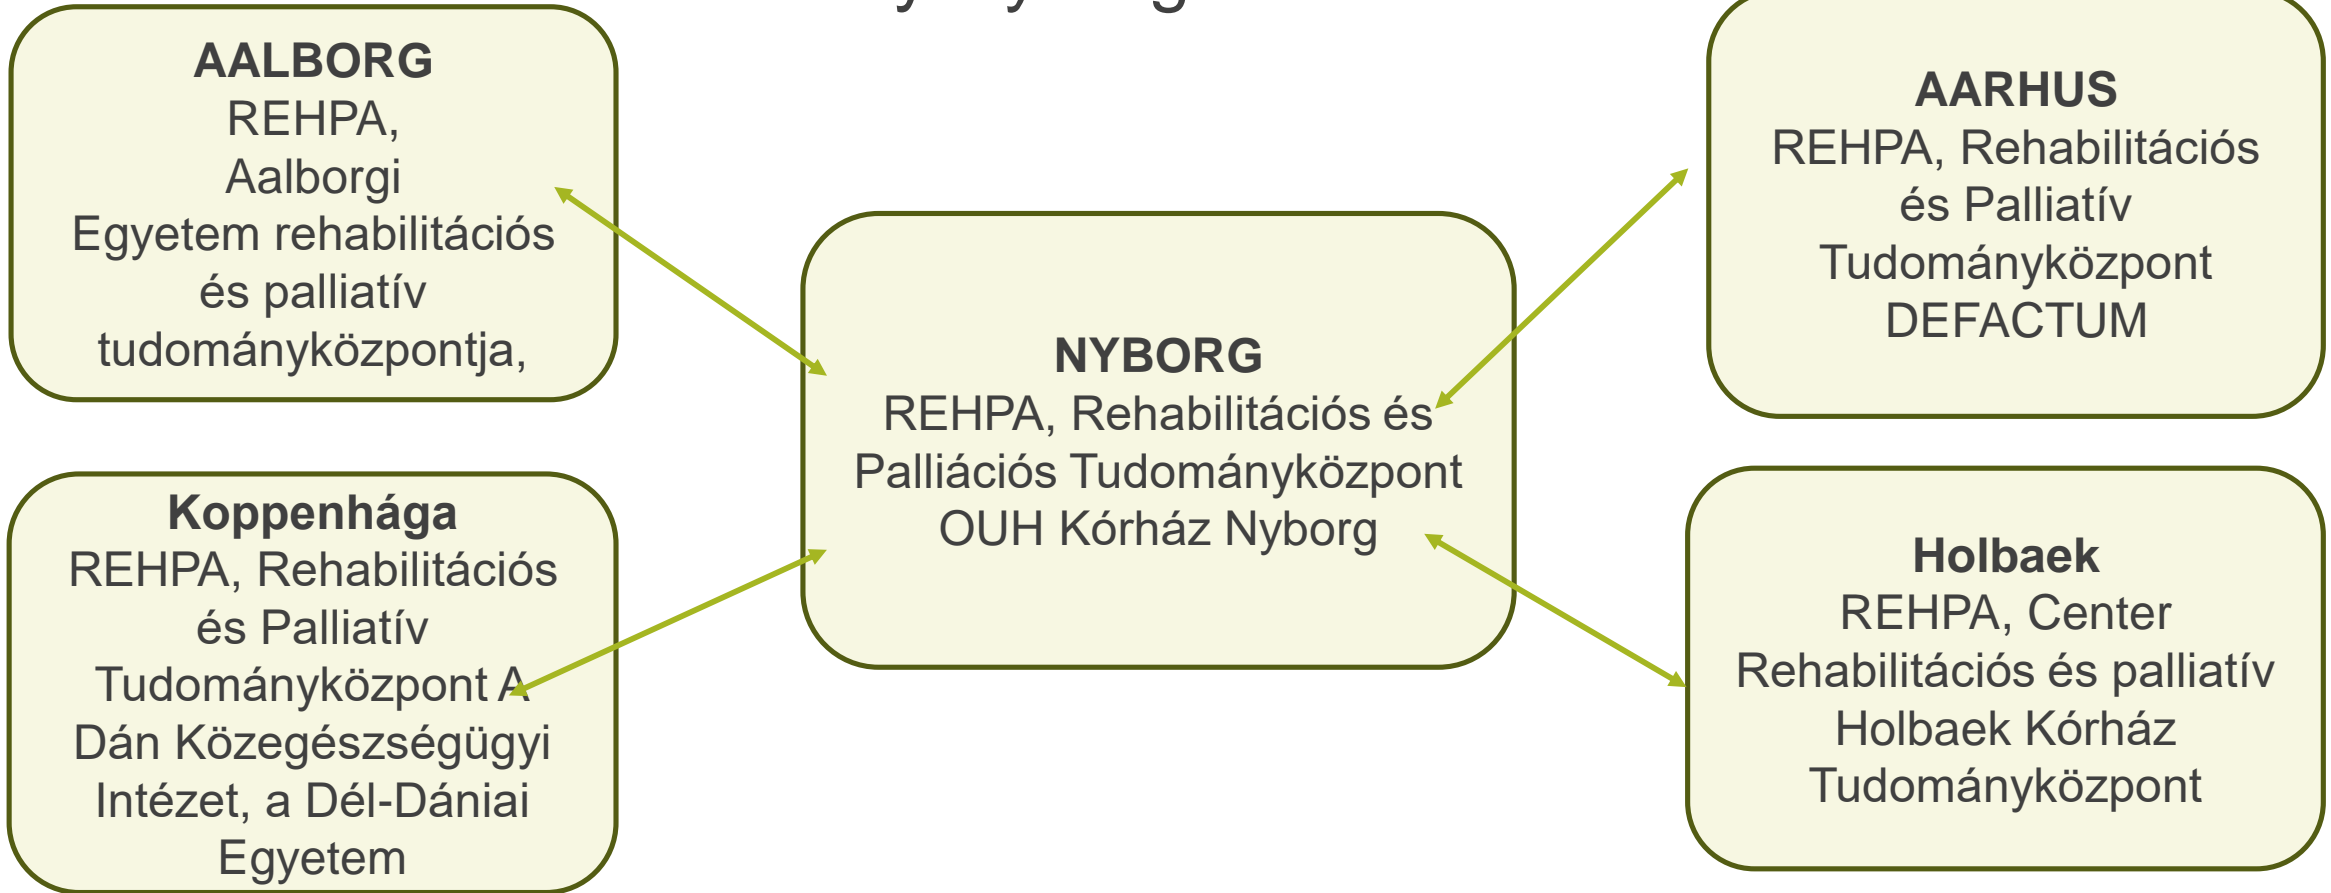 AALBORG
REHPA,
Aalborgi
Egyetem rehabilitációs
és palliatív
tudományközpontja,
AARHUS
REHPA, Rehabilitációs
és Palliatív
Tudományközpont
DEFACTUM
NYBORG
REHPA, Rehabilitációs és
Palliációs Tudományközpont
OUH Kórház Nyborg
Koppenhága
REHPA, Rehabilitációs
és Palliatív
Tudományközpont A
Dán Közegészségügyi
Intézet, a Dél-Dániai
Egyetem
Holbaek
REHPA, Center
Rehabilitációs és palliatív
Holbaek Kórház
Tudományközpont